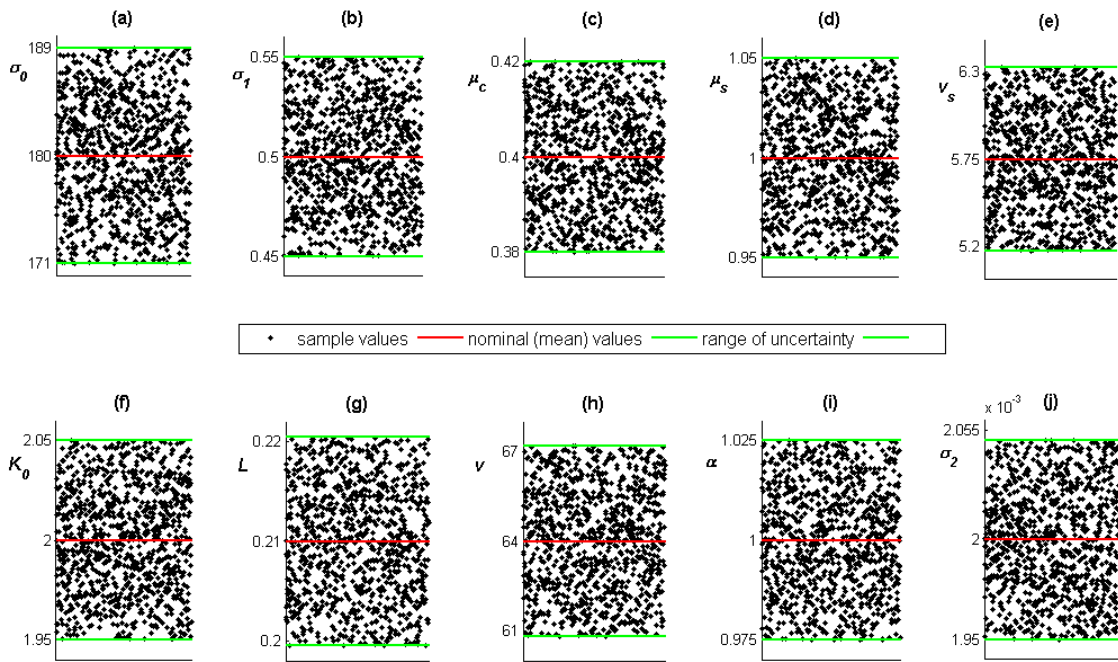 (a) (b) (c) (d) (e)
189 0.55 0.42 1.05 6.3
σ0 σ1 μc μs vs
180 0.5 0.4 1 5.75
171 0.45 0.38 0.95 5.2
sample values nominal (mean) values range of uncertainty
(f) (g) (h) (i) (j)
x 10-3
2.05 0.22 67 1.025 2.055
K0 L v α σ2
2 0.21 64 1 2
1.95 0.2 61 0.975 1.95